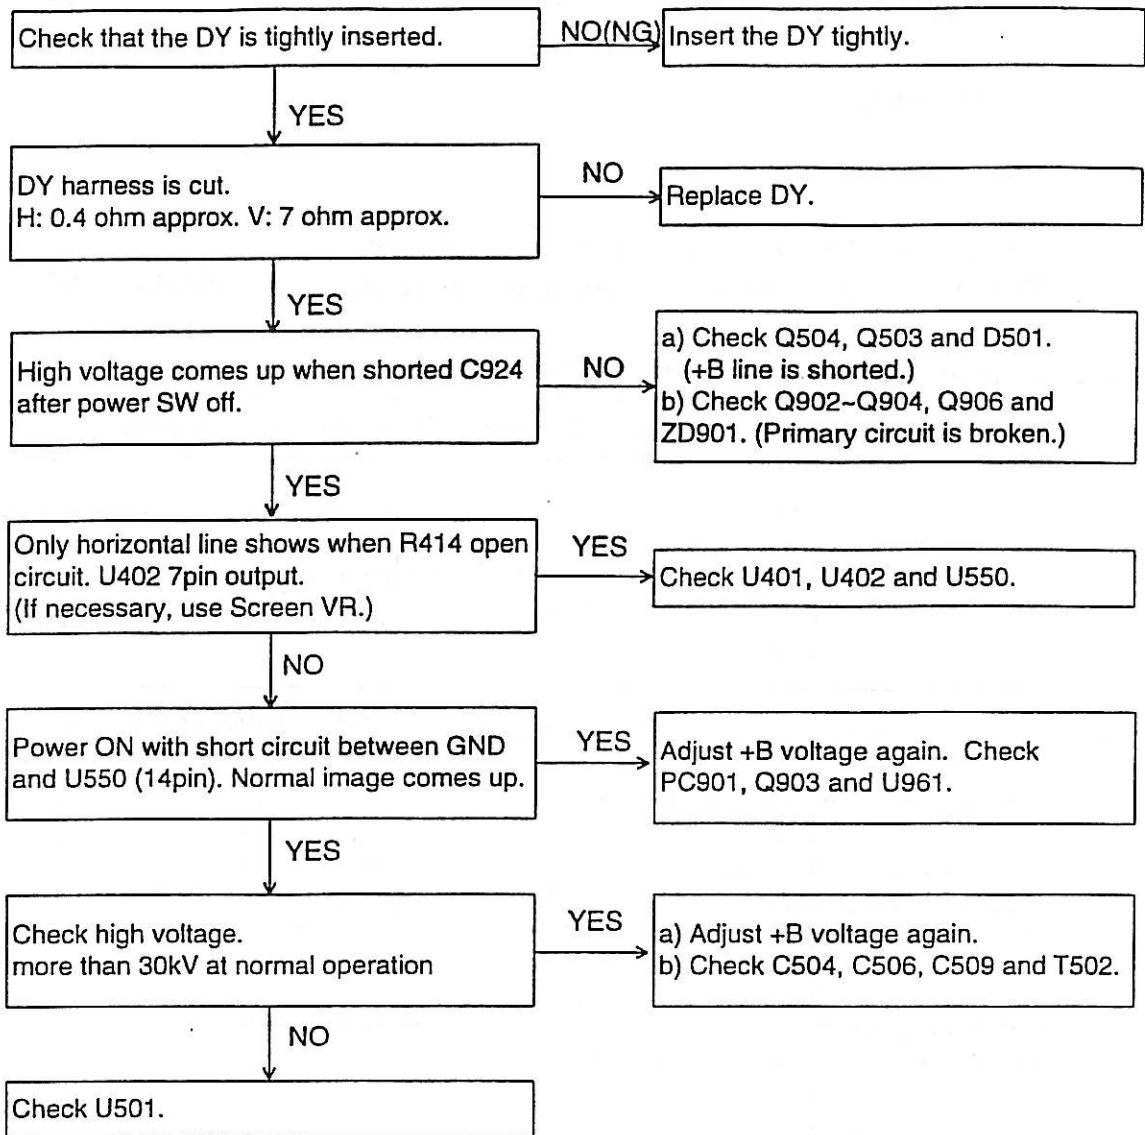 Check that the DY is tightly inserted.
NO(NG)
Insert the DY tightly.
YES
DY harness is cut.
H: 0.4 ohm approx. V: 7 ohm approx.
NO
Replace DY.
YES
High voltage comes up when shorted C924
after power SW off.
NO
a) Check Q504, Q503 and D501.
(+B line is shorted.)
b) Check Q902~Q904, Q906 and
ZD901. (Primary circuit is broken.)
YES
Only horizontal line shows when R414 open
circuit. U402 7pin output.
(If necessary, use Screen VR.)
YES
Check U401, U402 and U550.
NO
Power ON with short circuit between GND
and U550 (14pin). Normal image comes up.
YES
Adjust +B voltage again. Check
PC901, Q903 and U961.
YES
Check high voltage.
more than 30kV at normal operation
YES
a) Adjust +B voltage again.
b) Check C504, C506, C509 and T502.
NO
Check U501.